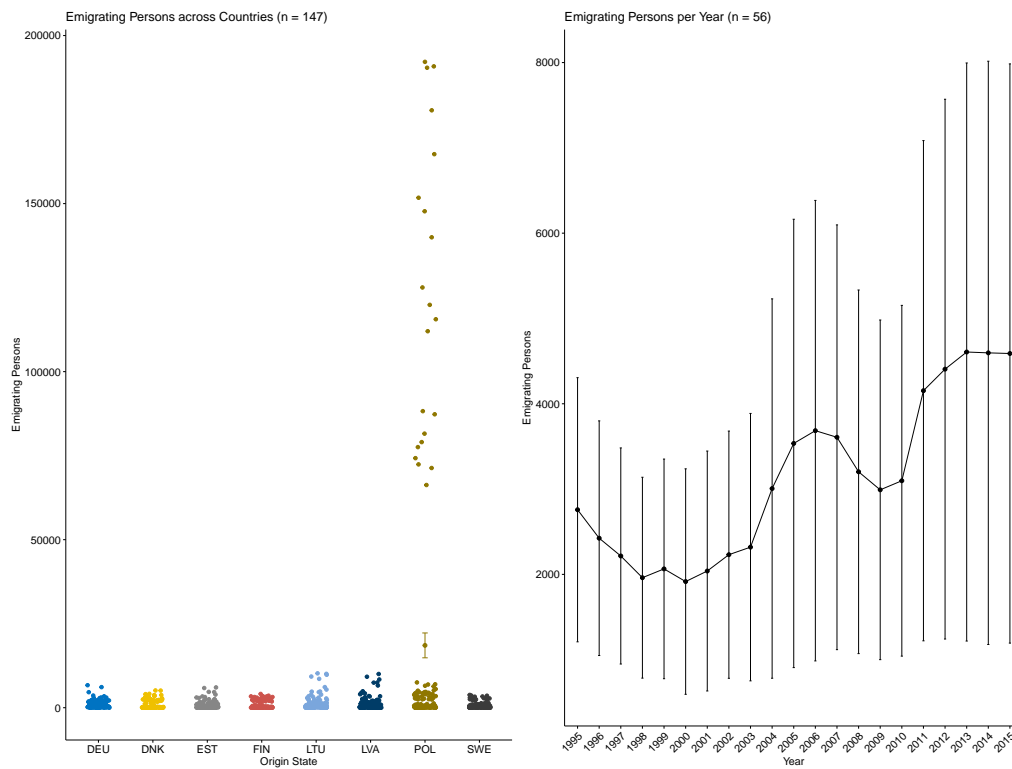 Emigrating Persons across Countries (n = 147)
200000
150000
100000
50000
0
Emigrating Persons
DEU DNK EST FIN LTU LVA POL SWE
Origin State
Emigrating Persons per Year (n = 56)
8000
6000
4000
2000
Emigrating Persons
1995 1996 1997 1998 1999 2000 2001 2002 2003 2004 2005 2006 2007 2008 2009 2010 2011 2012 2013 2014 2015
Year